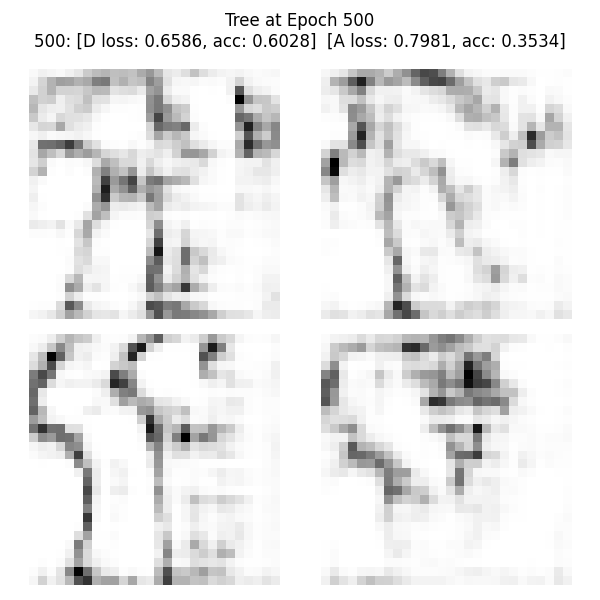 Tree at Epoch 500
500: [D loss: 0.6586, acc: 0.6028]  [A loss: 0.7981, acc: 0.3534]